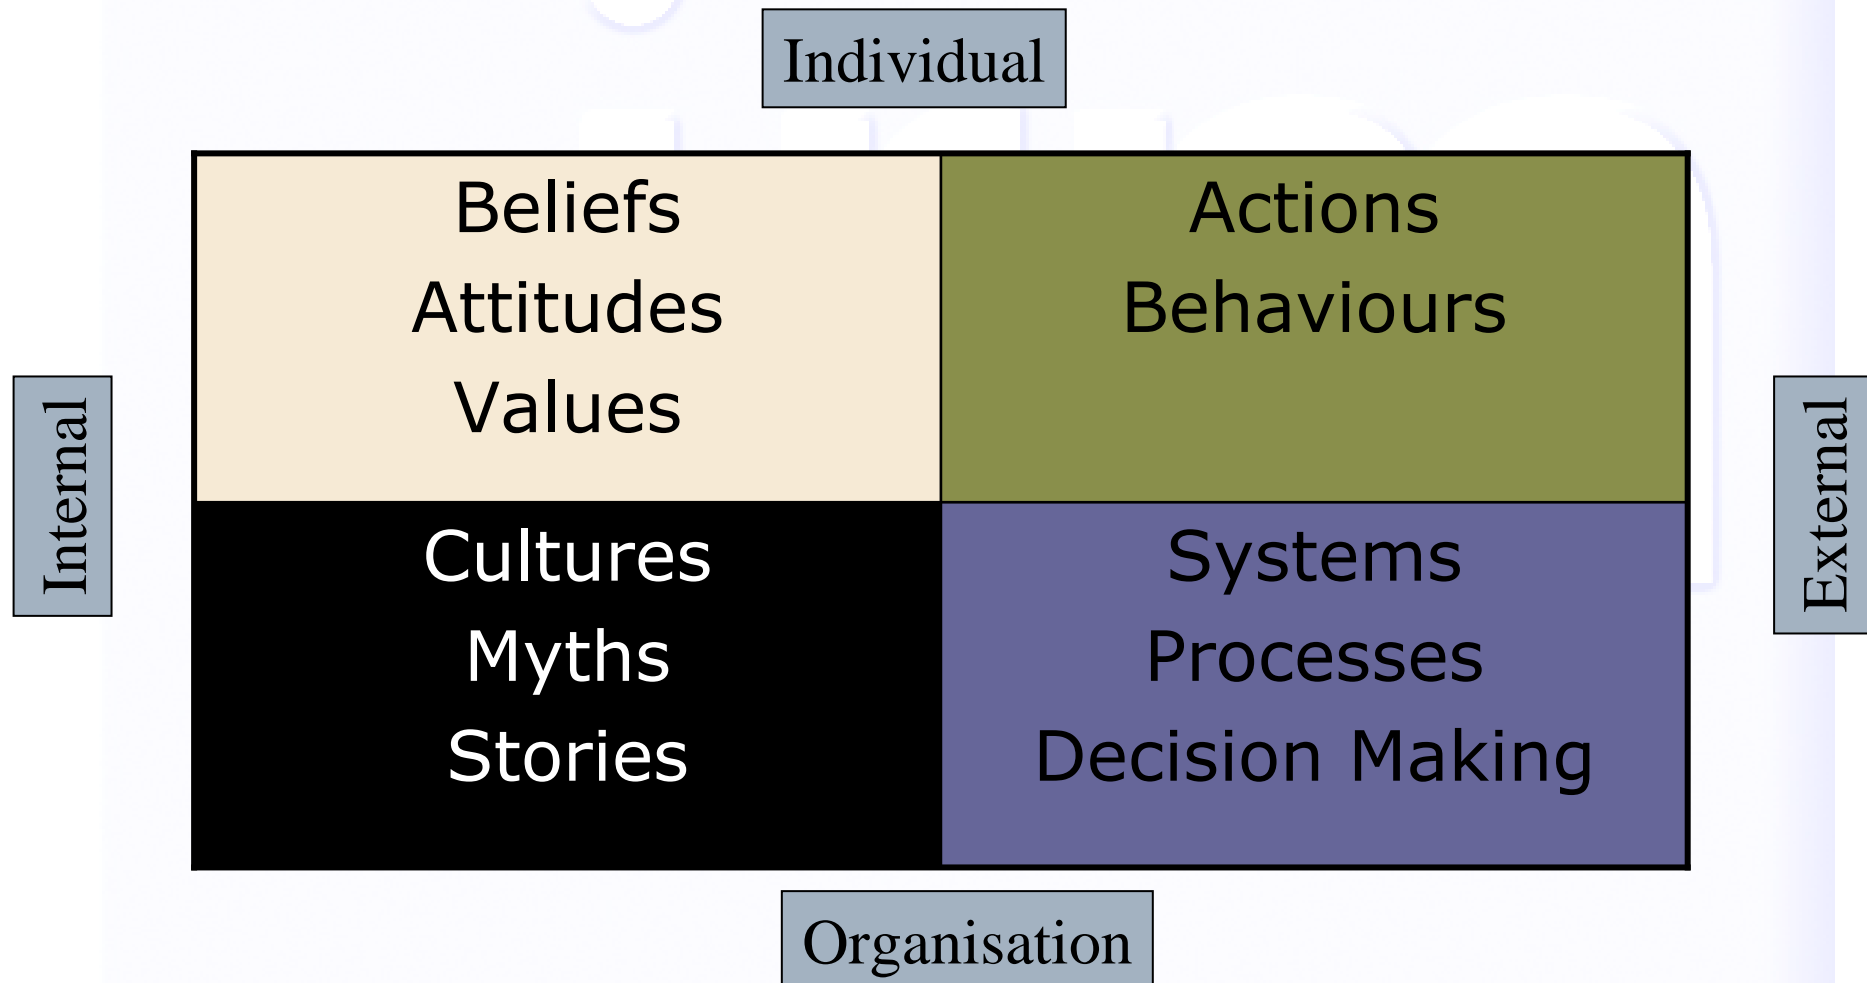 Individual
Beliefs
Attitudes
Values
Actions
Behaviours
Internal
External
Cultures
Myths
Stories
Systems
Processes
Decision Making
Organisation